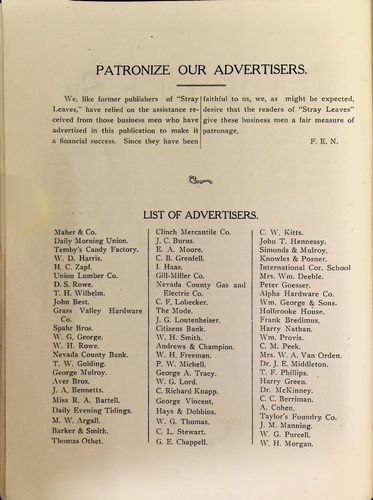 PATRONIZE OUR ADVERTISERS.
We, like former publishers of "Stray
Leaves," have relied on the assistance re-
ceived from those business men who have
advertised in this publication to make it
a financial success. Since they have been
faithful to us, we, as might be expected,
desire that the readers of "Stray Leaves"
give these business men a fair measure of
patronage.
F. E. N.
LIST OF ADVERTISERS.
Maher & Co.
Daily Morning Union.
Temby's Candy Factory.
W. D. Harris.
H. C. Zapf.
Union Lumber Co.
D. S. Rowe.
T. H. Wilhelm.
John Best.
Grass Valley Hardware
Co.
Spahr Bros.
W. G. George.
W. H. Rowe.
Nevada County Bank.
T. W. Golding.
George Mulroy.
Aver Bros.
J. A. Bennetts.
Miss R. A. Bartell.
Daily Evening Tidings.
M. W. Argall.
Barker & Smith.
Thomas Othet.
Clinch Mercantile Co.
J. C. Burns.
E. A. Moore.
C. B. Grenfell.
I. Haas.
Gill-Miller Co.
Nevada County Gas and
Electric Co.
C. F. Lobecker.
The Mode.
J. G. Loutenheiser.
Citizens Bank.
W. H. Smith.
Andrews & Champion.
W. H. Freeman.
P. W. Michell.
George A. Tracy.
W. G. Lord.
C. Richard Knapp.
George Vincent.
Hays & Dobbins.
W. G. Thomas.
C. L. Stewart.
G. E. Chappell.
C. W. Kitts.
John T. Hennessy.
Simonds & Mulroy.
Knowles & Posner.
International Cor. School
Mrs. Wm. Deeble.
Peter Goesser.
Alpha Hardware Co.
Wm. George & Sons.
Holbrooke House.
Frank Bredimus.
Harry Nathan.
Wm. Provis.
C. M. Peek.
Mrs. W. A. Van Orden.
Dr. J. E. Middleton.
T. F. Phillips.
Harry Green.
Dr. McKinney.
C. C. Berriman.
A. Cohen.
Taylor's Foundry Co.
J. M. Manning.
W. G. Purcell.
W. H. Morgan.